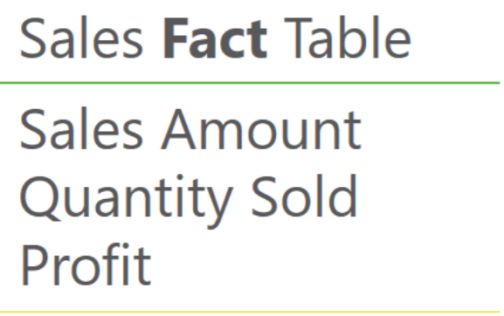 Sales Fact Table
Sales Amount
Quantity Sold
Profit